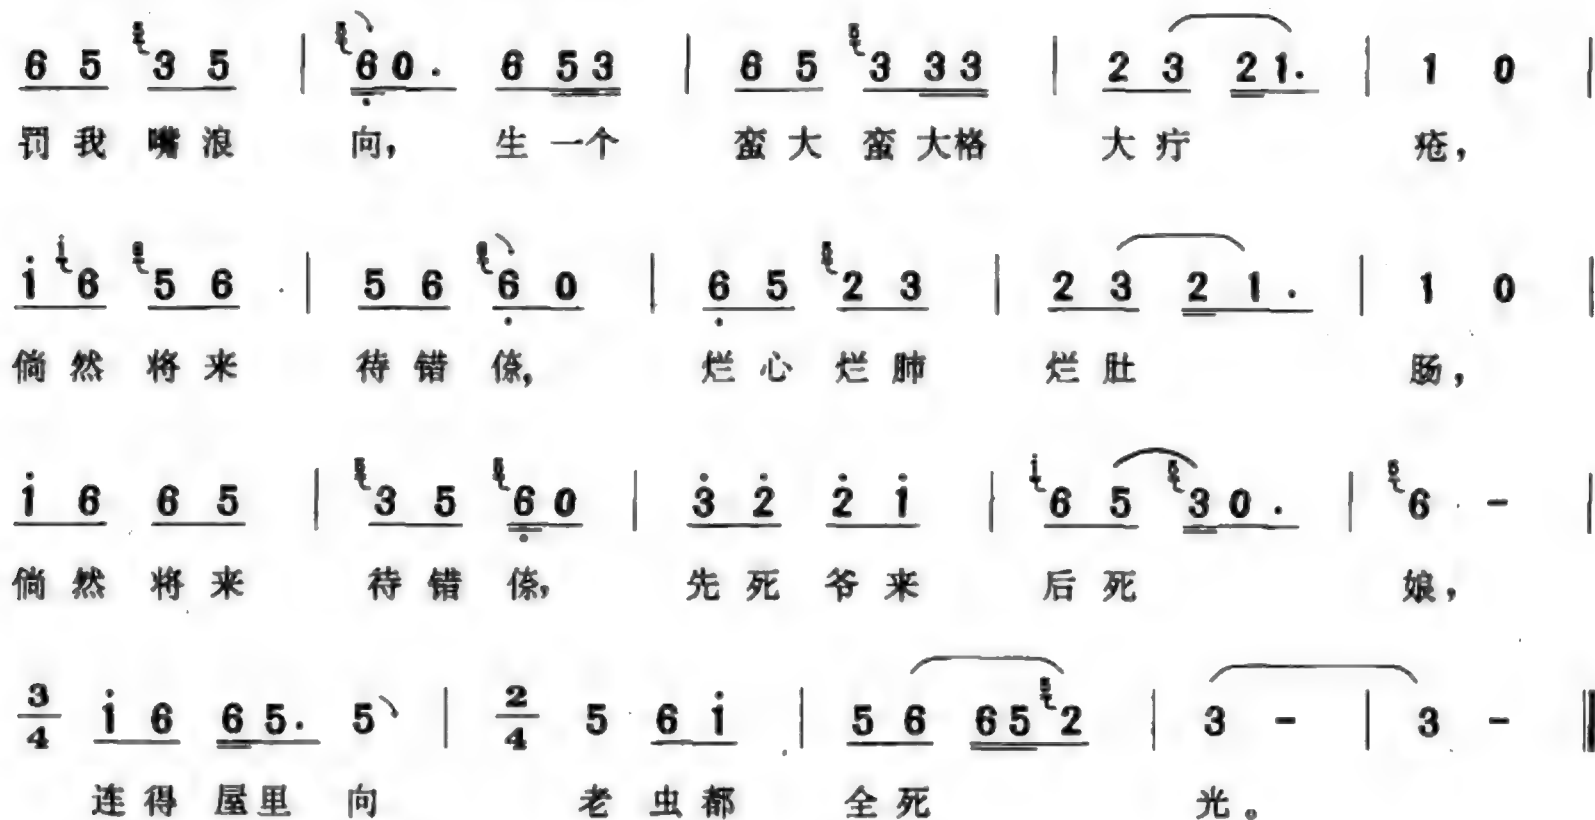 6 5 3 5 | 6 0 . 6 5 3 | 6 5 3 3 3 | 2 3 2 1 . | 1 0 |
罚我 嘴浪 向， 生一个 蛮大 蛮大格 大疔 疮，
i 6 5 6 | 5 6 6 0 | 6 5 2 3 | 2 3 2 1 . | 1 0 |
倘然 将来 待错 倷， 烂心 烂肺 烂肚 肠，
i 6 6 5 | 3 5 6 0 | 3 2 2 i | 6 5 3 0 . | 6 - |
倘然 将来 待错 倷， 先死 爷来 后死 娘，
3/4 i 6 6 5 . 5 | 2/4 5 6 i | 5 6 6 5 2 | 3 - | 3 - ‖
连得 屋里 向 老 虫都 全死 光。